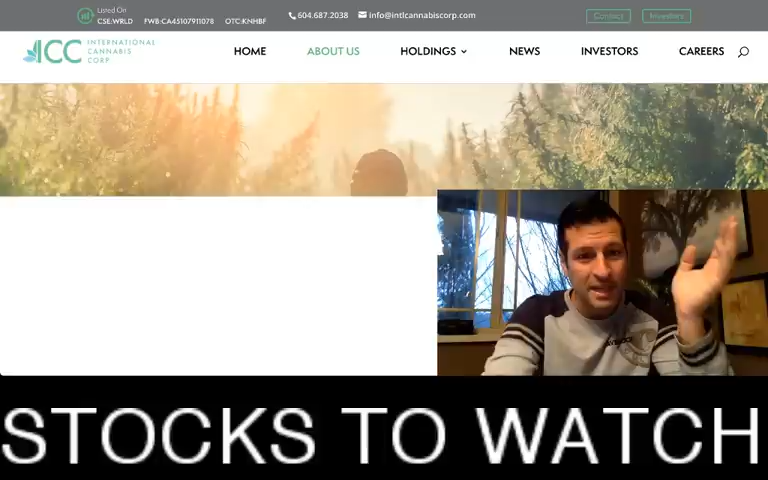 Listed On
CSE:WRLD FWB:CA45107911078 OTC:KNHBF
604.687.2038
info@intlcannabiscorp.com
Contact
Investors
ICC INTERNATIONAL
CANNABIS
CORP
HOME ABOUT US HOLDINGS NEWS INVESTORS CAREERS
STOCKS TO WATCH